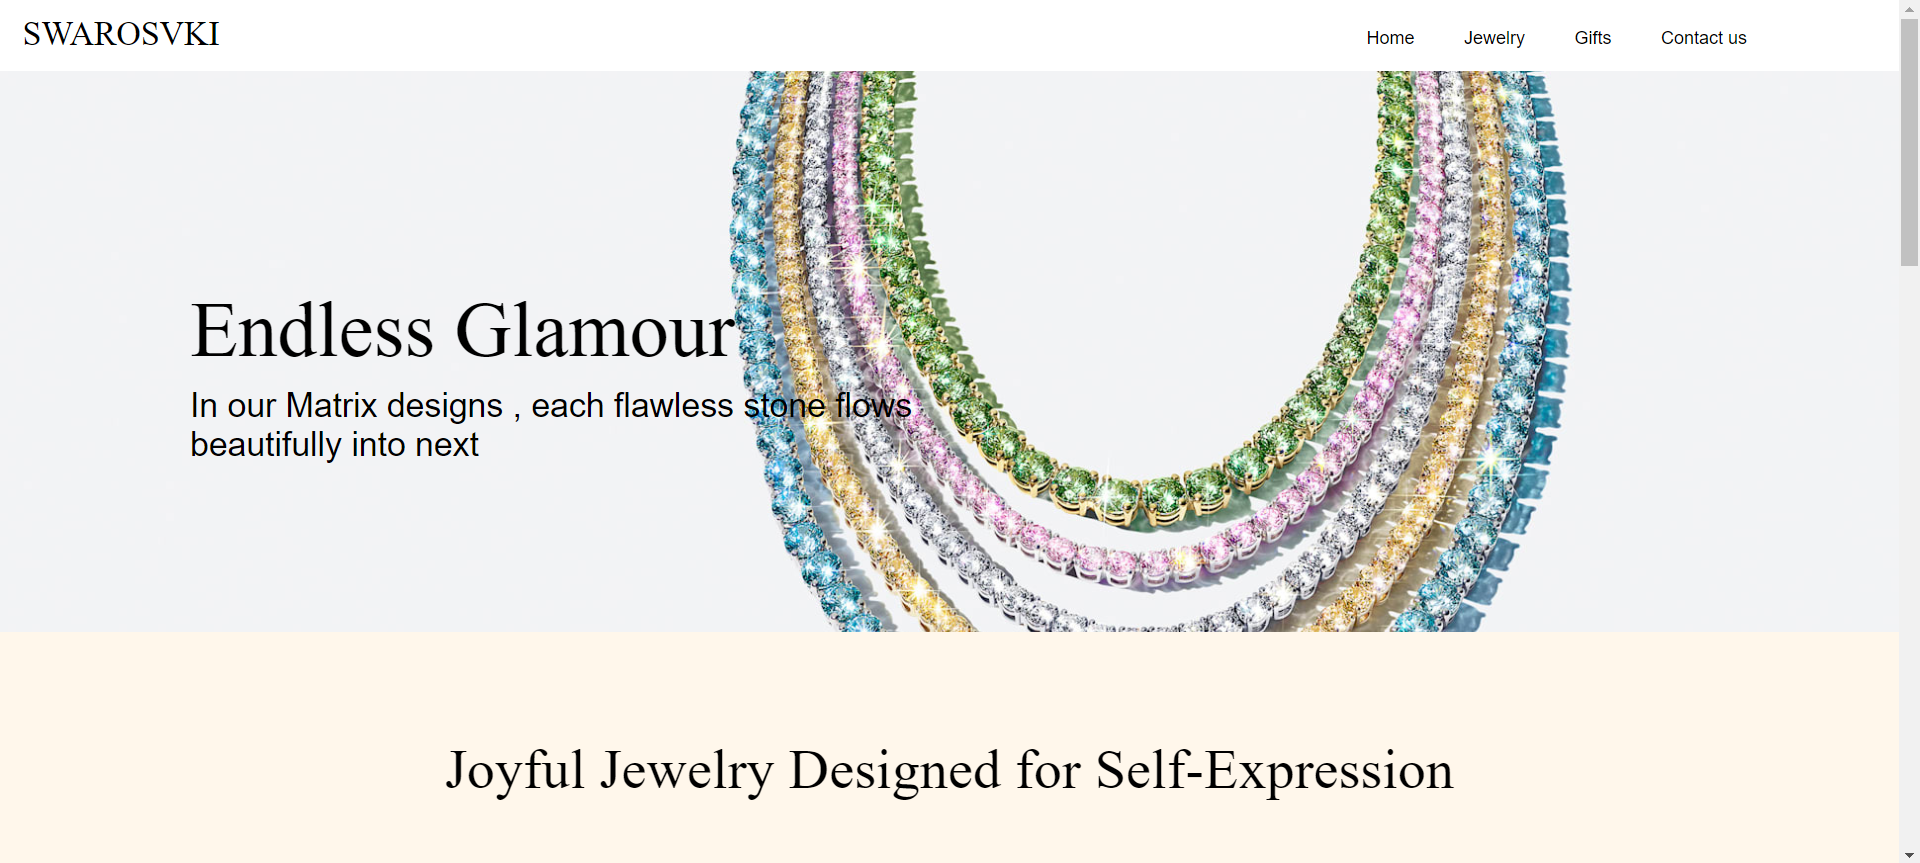 SWAROSVKI
Home Jewelry Gifts Contact us
Endless Glamour
In our Matrix designs , each flawless stone flows
beautifully into next
Joyful Jewelry Designed for Self-Expression